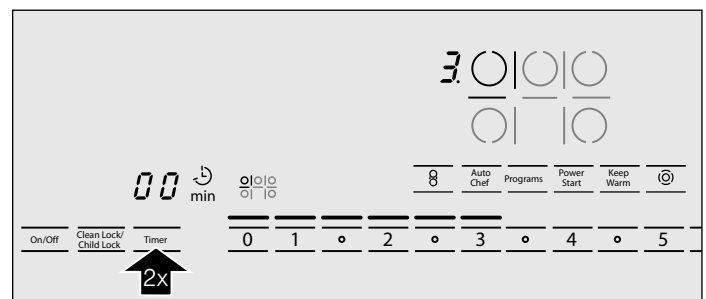 3.
00 min
Auto Chef Programs Power Start Keep Warm
On/Off Clean Lock/ Child Lock Timer 0 1 2 3 4 5
2x